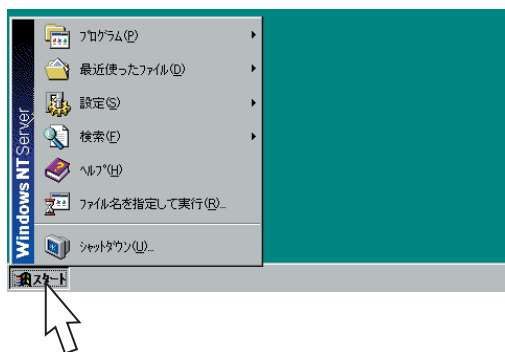 ﾌﾟﾛｸﾞﾗﾑ(P)
最近使ったﾌｧｲﾙ(D)
設定(S)
検索(F)
ﾍﾙﾌﾟ(H)
ﾌｧｲﾙ名を指定して実行(R)...
ｼｬｯﾄﾀﾞｳﾝ(U)...
Windows NT Server
スタート